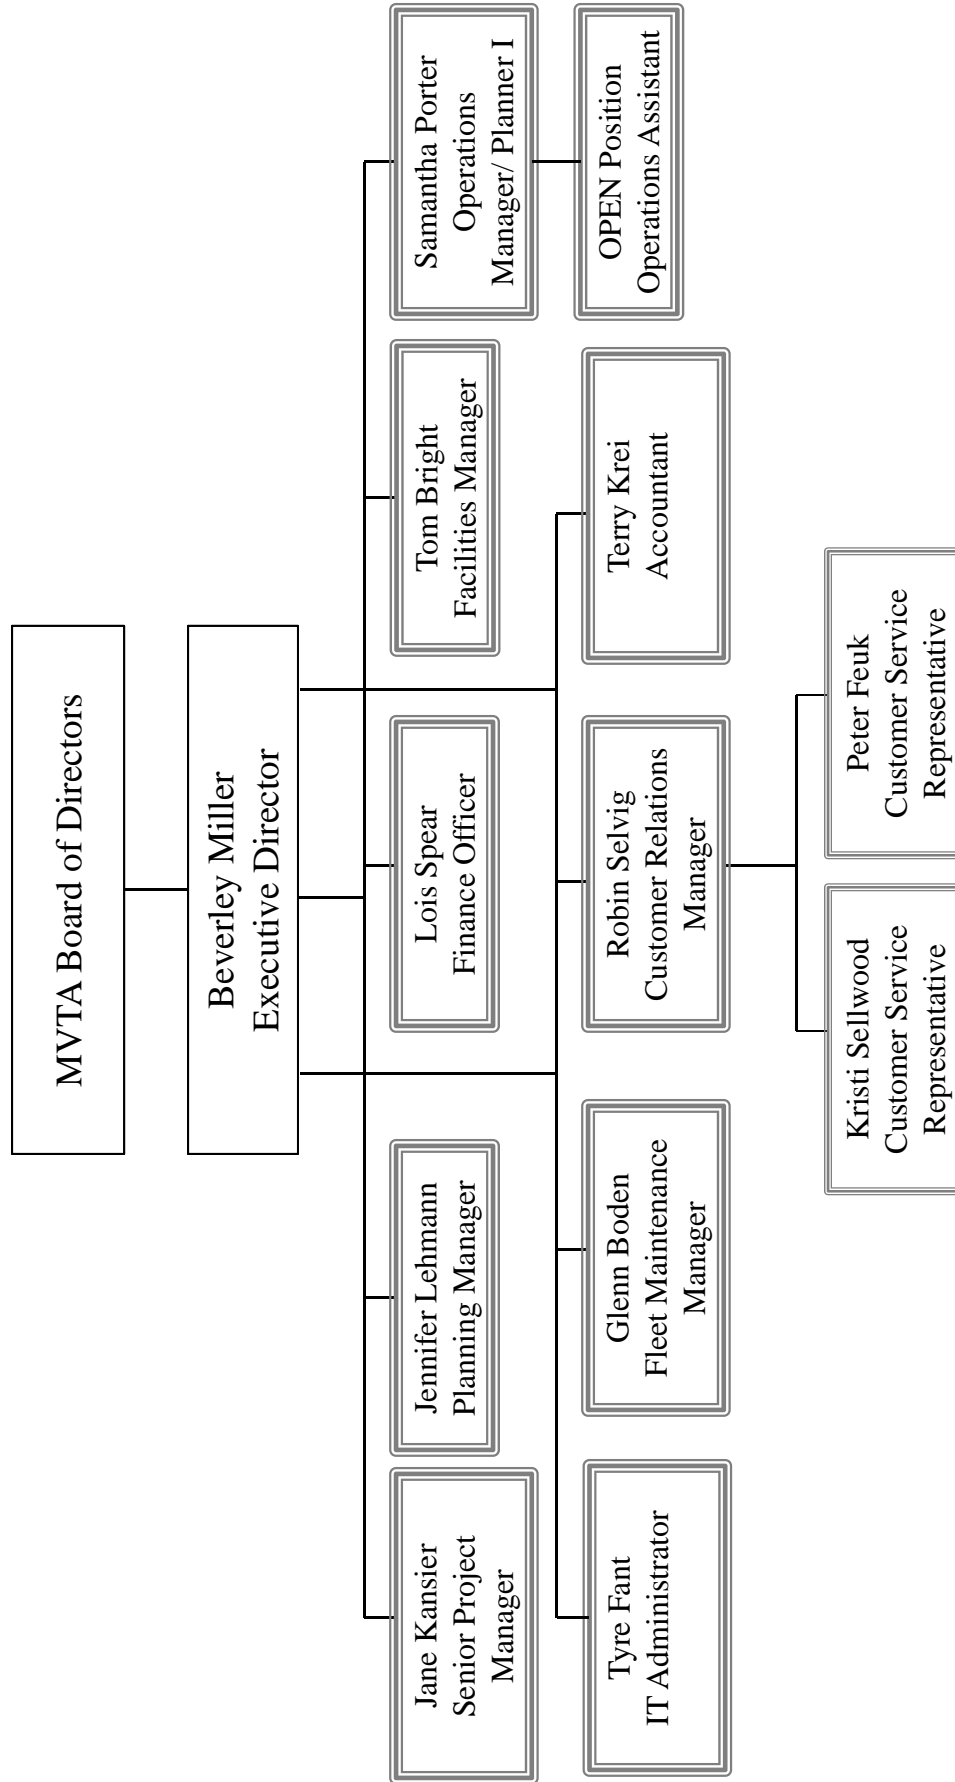 MVTA Board of Directors
Beverley Miller
Executive Director
Jane Kansier
Senior Project
Manager
Jennifer Lehmann
Planning Manager
Lois Spear
Finance Officer
Tom Bright
Facilities Manager
Samantha Porter
Operations
Manager/ Planner I
Tyre Fant
IT Administrator
Glenn Boden
Fleet Maintenance
Manager
Robin Selvig
Customer Relations
Manager
Terry Krei
Accountant
OPEN Position
Operations Assistant
Kristi Sellwood
Customer Service
Representative
Peter Feuk
Customer Service
Representative